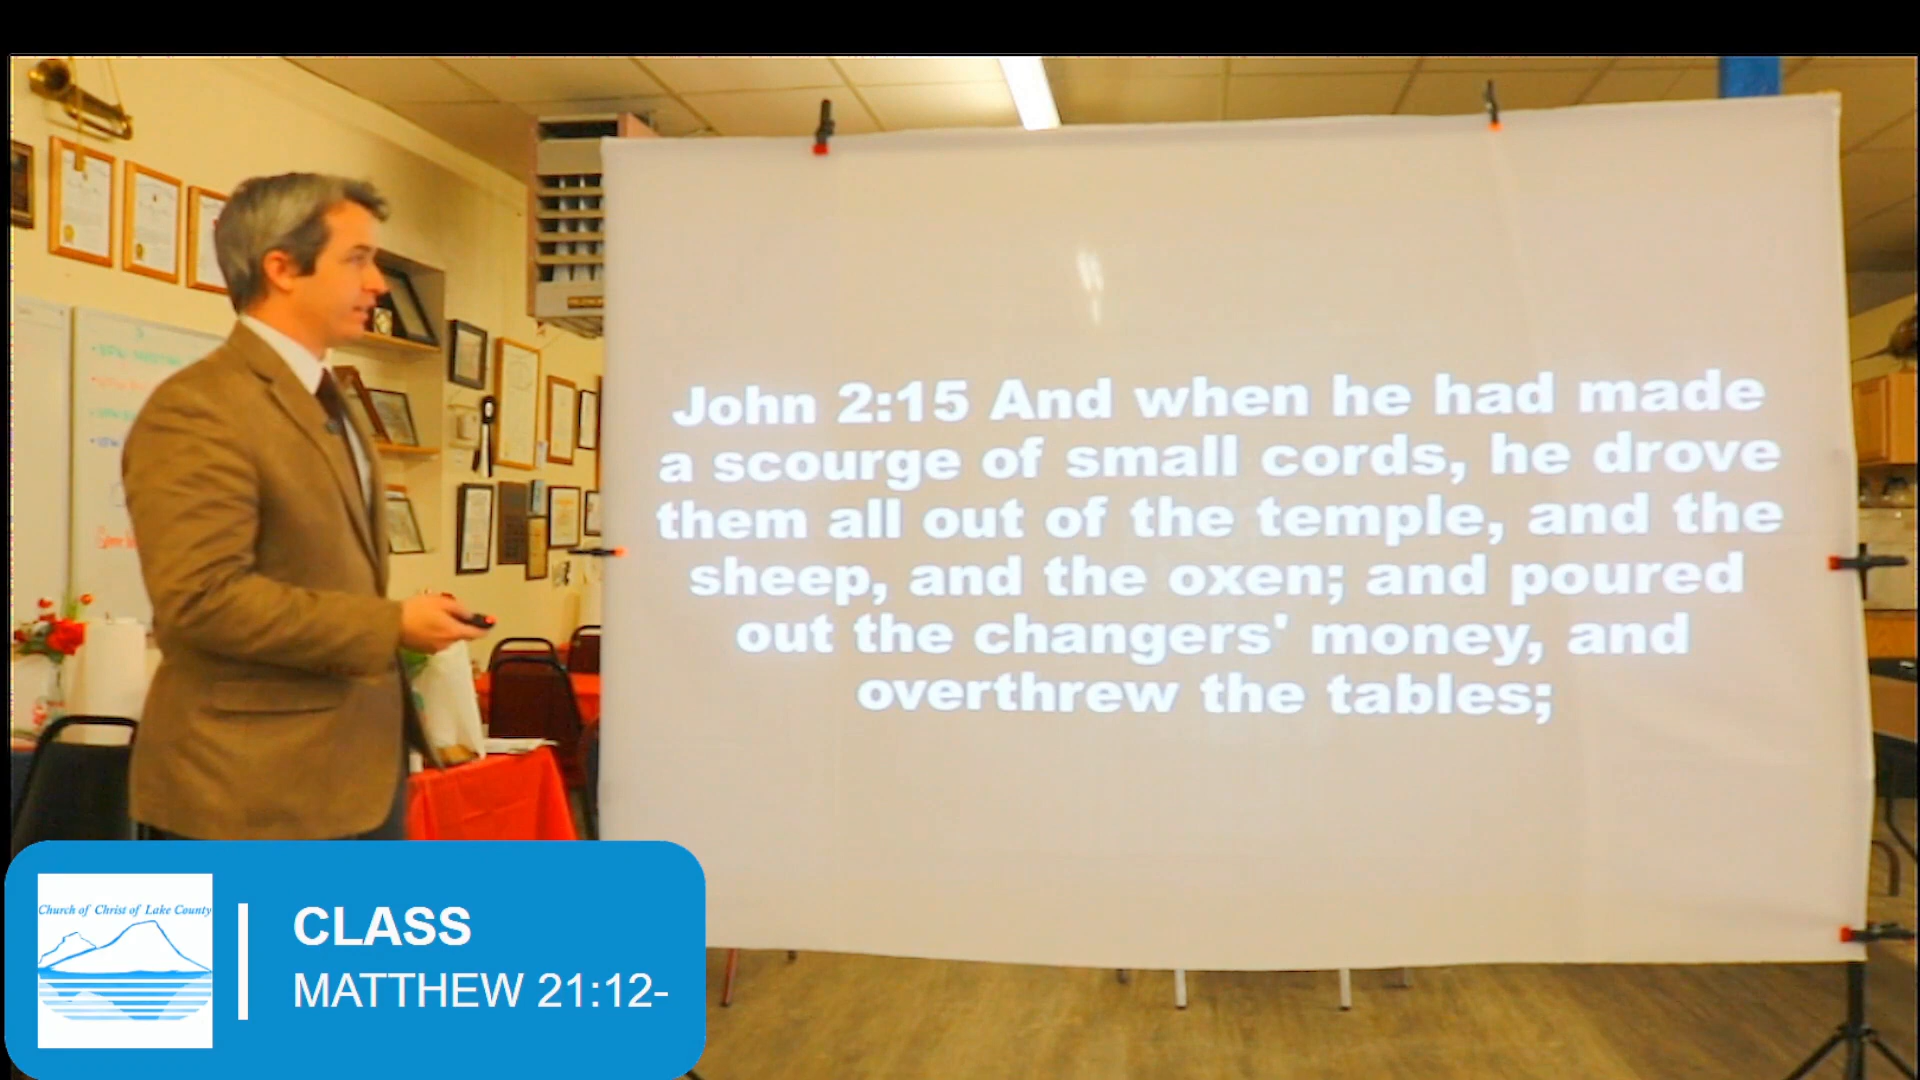 John 2:15 And when he had made
a scourge of small cords, he drove
them all out of the temple, and the
sheep, and the oxen; and poured
out the changers' money, and
overthrew the tables;
Church of Christ of Lake County
CLASS
MATTHEW 21:12-